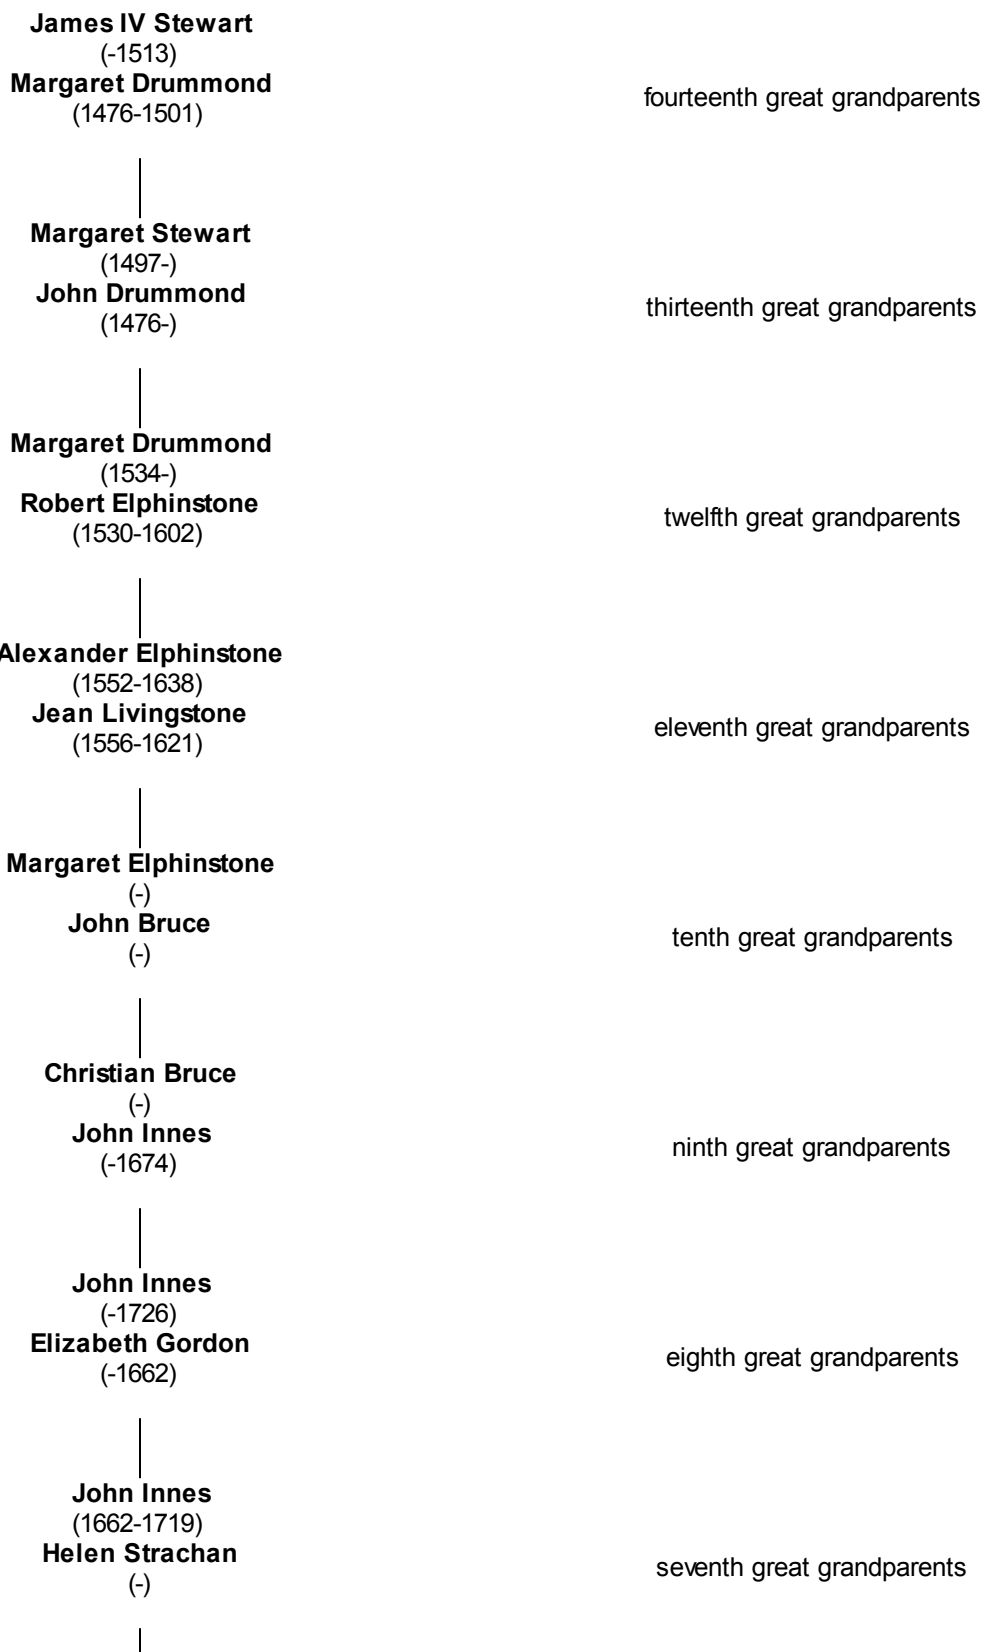 James IV Stewart
(-1513)
Margaret Drummond
(1476-1501)
fourteenth great grandparents
Margaret Stewart
(1497-)
John Drummond
(1476-)
thirteenth great grandparents
Margaret Drummond
(1534-)
Robert Elphinstone
(1530-1602)
twelfth great grandparents
Alexander Elphinstone
(1552-1638)
Jean Livingstone
(1556-1621)
eleventh great grandparents
Margaret Elphinstone
(-)
John Bruce
(-)
tenth great grandparents
Christian Bruce
(-)
John Innes
(-1674)
ninth great grandparents
John Innes
(-1726)
Elizabeth Gordon
(-1662)
eighth great grandparents
John Innes
(1662-1719)
Helen Strachan
(-)
seventh great grandparents